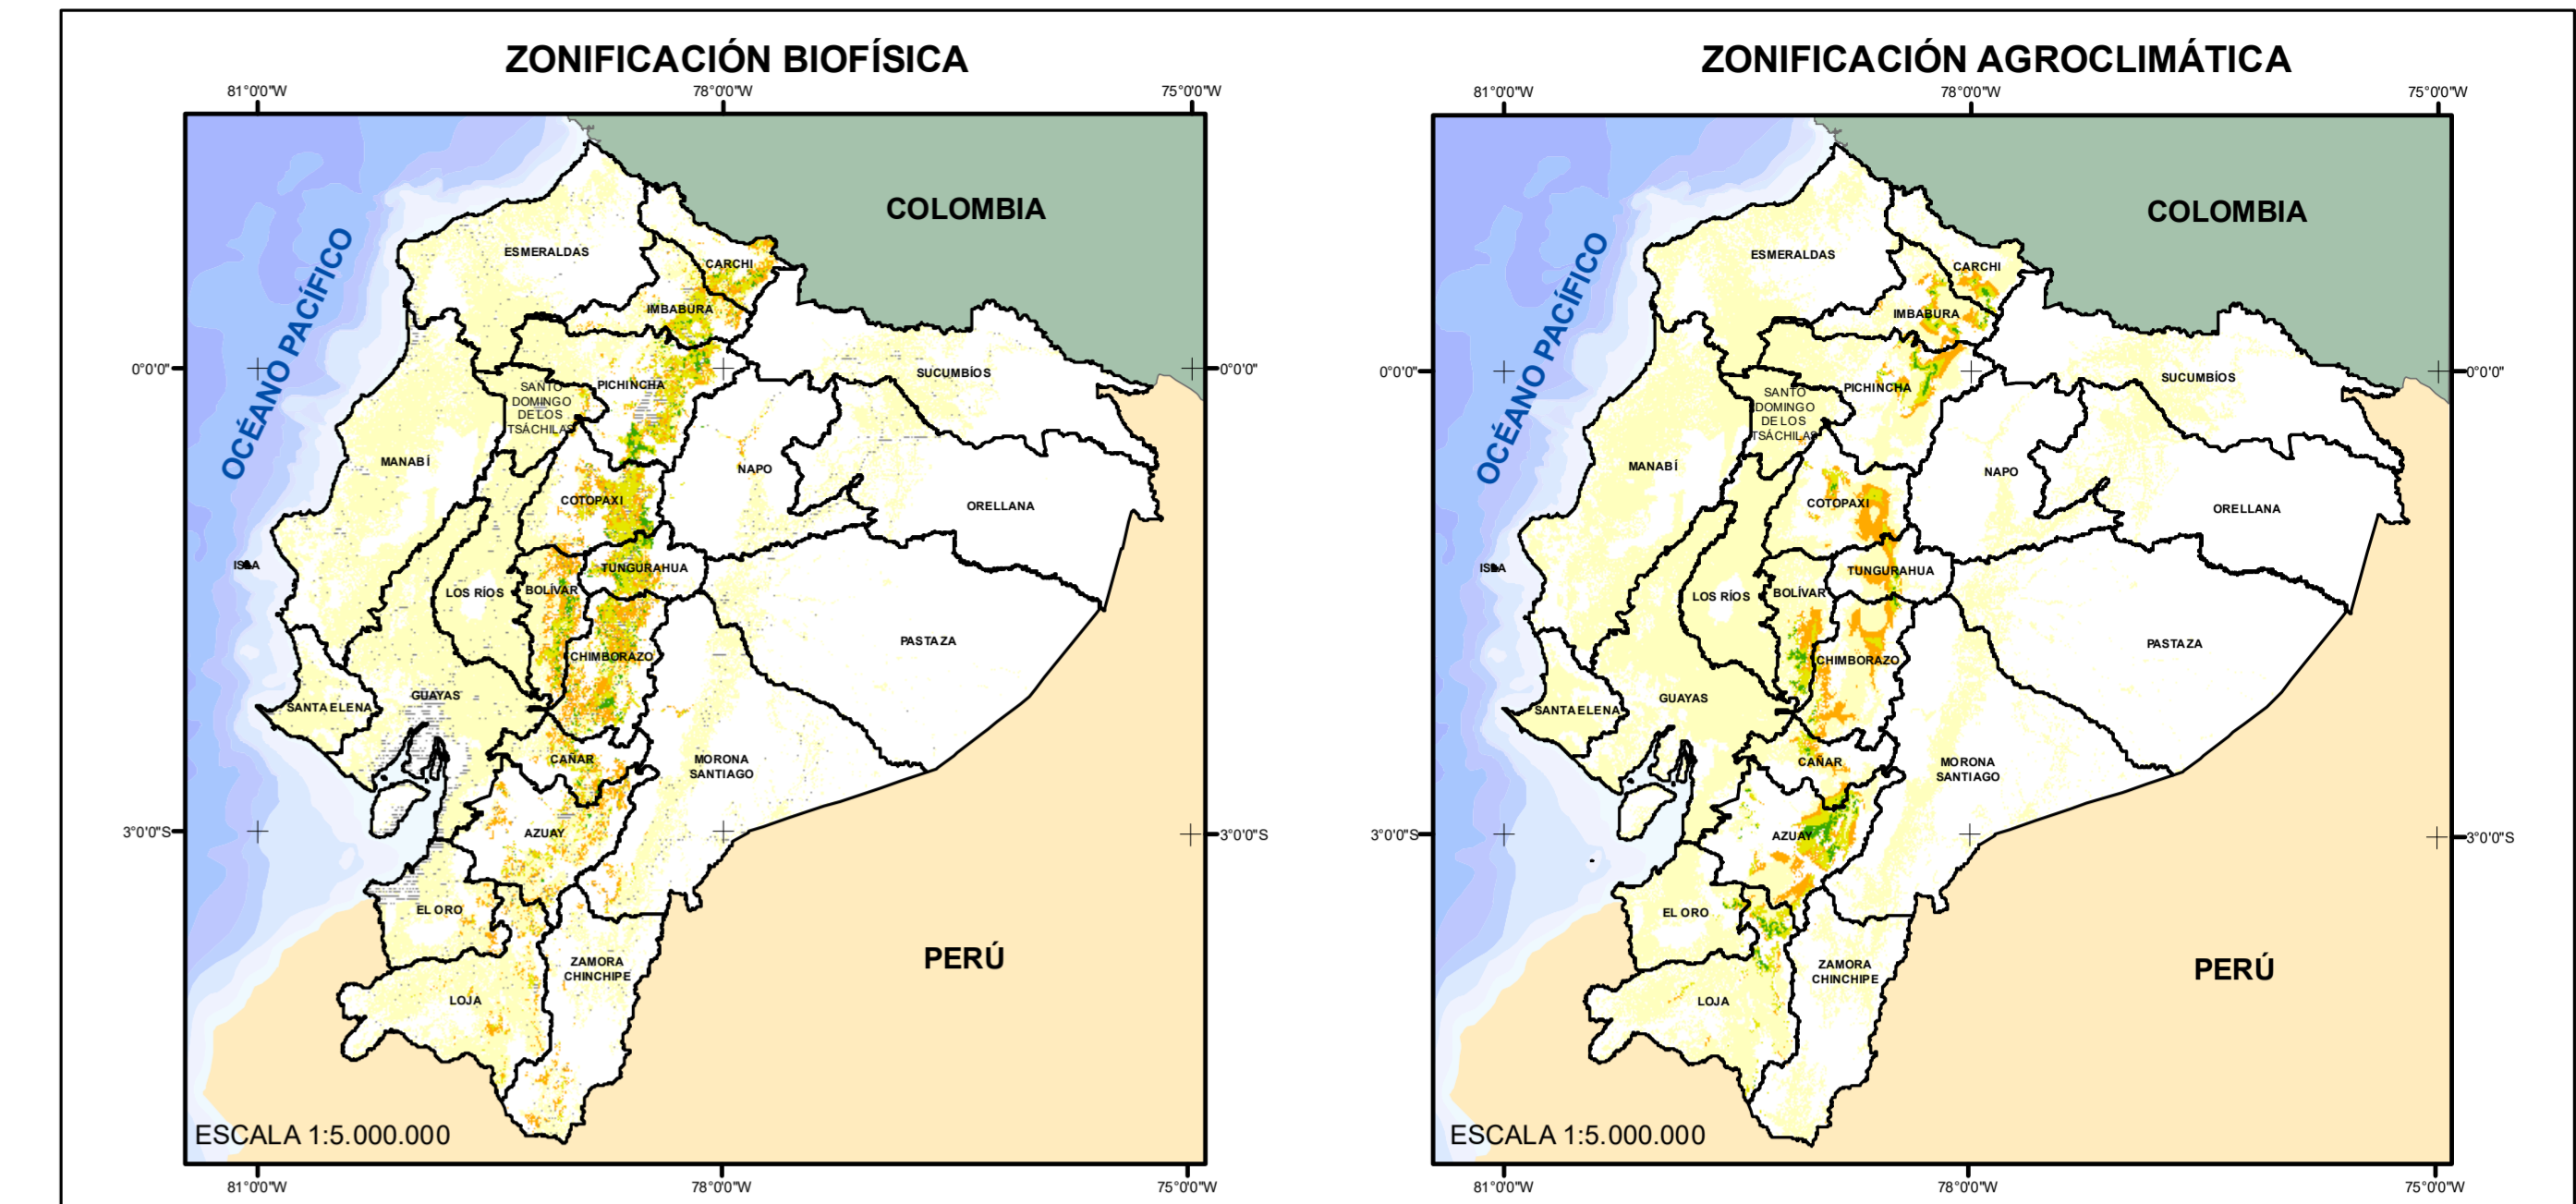 ZONIFICACIÓN BIOFÍSICA
81°0'0"W
78°0'0"W
75°0'0"W
COLOMBIA
OCÉANO PACÍFICO
ESMERALDAS
CARCHI
IMBABURA
0°0'0"
0°0'0"
SUCUMBÍOS
PICHINCHA
SANTO
DOMINGO
DE LOS
TSÁCHILAS
MANABÍ
NAPO
COTOPAXI
ORELLANA
ISLA
TUNGURAHUA
LOS RÍOS
BOLÍVAR
PASTAZA
CHIMBORAZO
GUAYAS
SANTA ELENA
CAÑAR
MORONA
SANTIAGO
3°0'0"S
AZUAY
3°0'0"S
EL ORO
PERÚ
ZAMORA
CHINCHIPE
LOJA
ESCALA 1:5.000.000
81°0'0"W
78°0'0"W
75°0'0"W
ZONIFICACIÓN AGROCLIMÁTICA
81°0'0"W
78°0'0"W
75°0'0"W
COLOMBIA
OCÉANO PACÍFICO
ESMERALDAS
CARCHI
IMBABURA
0°0'0"
0°0'0"
SUCUMBÍOS
PICHINCHA
SANTO
DOMINGO
DE LOS
TSÁCHILAS
MANABÍ
NAPO
COTOPAXI
ORELLANA
ISLA
TUNGURAHUA
LOS RÍOS
BOLÍVAR
PASTAZA
CHIMBORAZO
GUAYAS
SANTA ELENA
CAÑAR
MORONA
SANTIAGO
3°0'0"S
AZUAY
3°0'0"S
EL ORO
PERÚ
ZAMORA
CHINCHIPE
LOJA
ESCALA 1:5.000.000
81°0'0"W
78°0'0"W
75°0'0"W